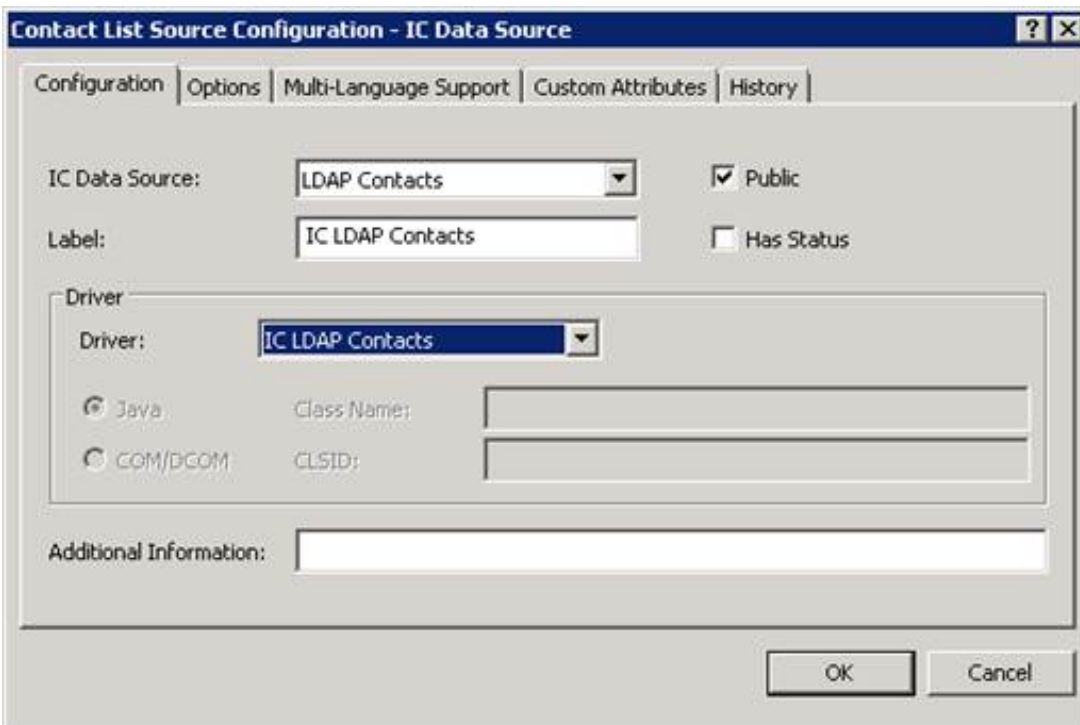 Contact List Source Configuration - IC Data Source
Configuration Options Multi-Language Support Custom Attributes History
IC Data Source: LDAP Contacts Public
Label: IC LDAP Contacts Has Status
Driver
Driver: IC LDAP Contacts
Java Class Name:
COM/DCOM CLSID:
Additional Information:
OK Cancel